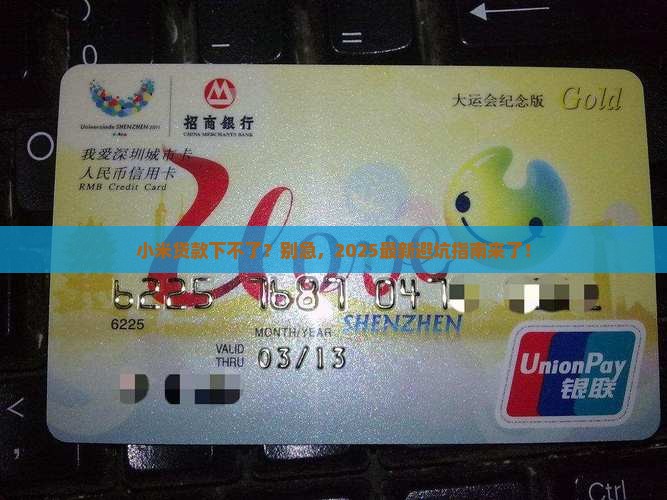 Universiade SHENZHEN 2011
招商银行
CHINA MERCHANTS BANK
大运会纪念版 Gold
我爱深圳城市卡
人民币信用卡
RMB Credit Card
小米贷款下不了？别急，2025最新避坑指南来了！
6225 7687 047
6225
SHENZHEN
MONTH/YEAR
VALID THRU 03/13
UnionPay
银联
Ctrl